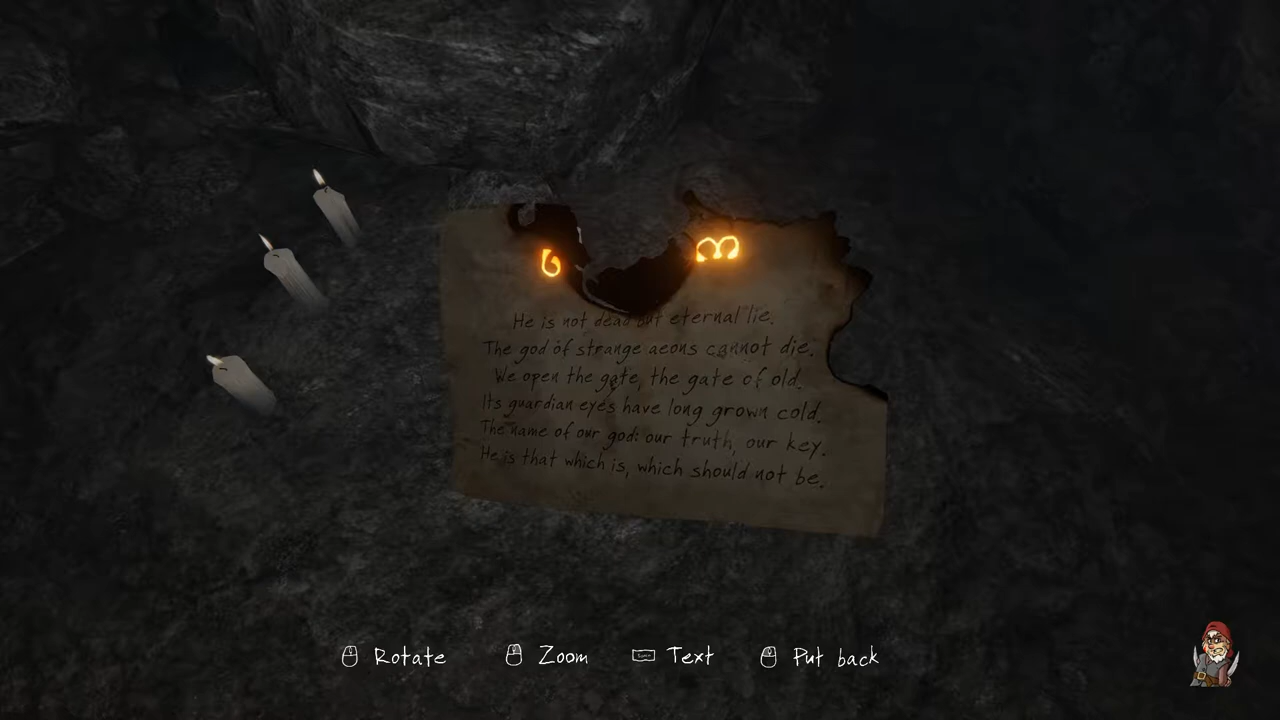 He is not dead but eternal lie.
The god of strange aeons cannot die.
We open the gate, the gate of old.
Its guardian eyes have long grown cold.
The name of our god: our truth, our key.
He is that which is, which should not be.
Rotate Zoom Text Put back